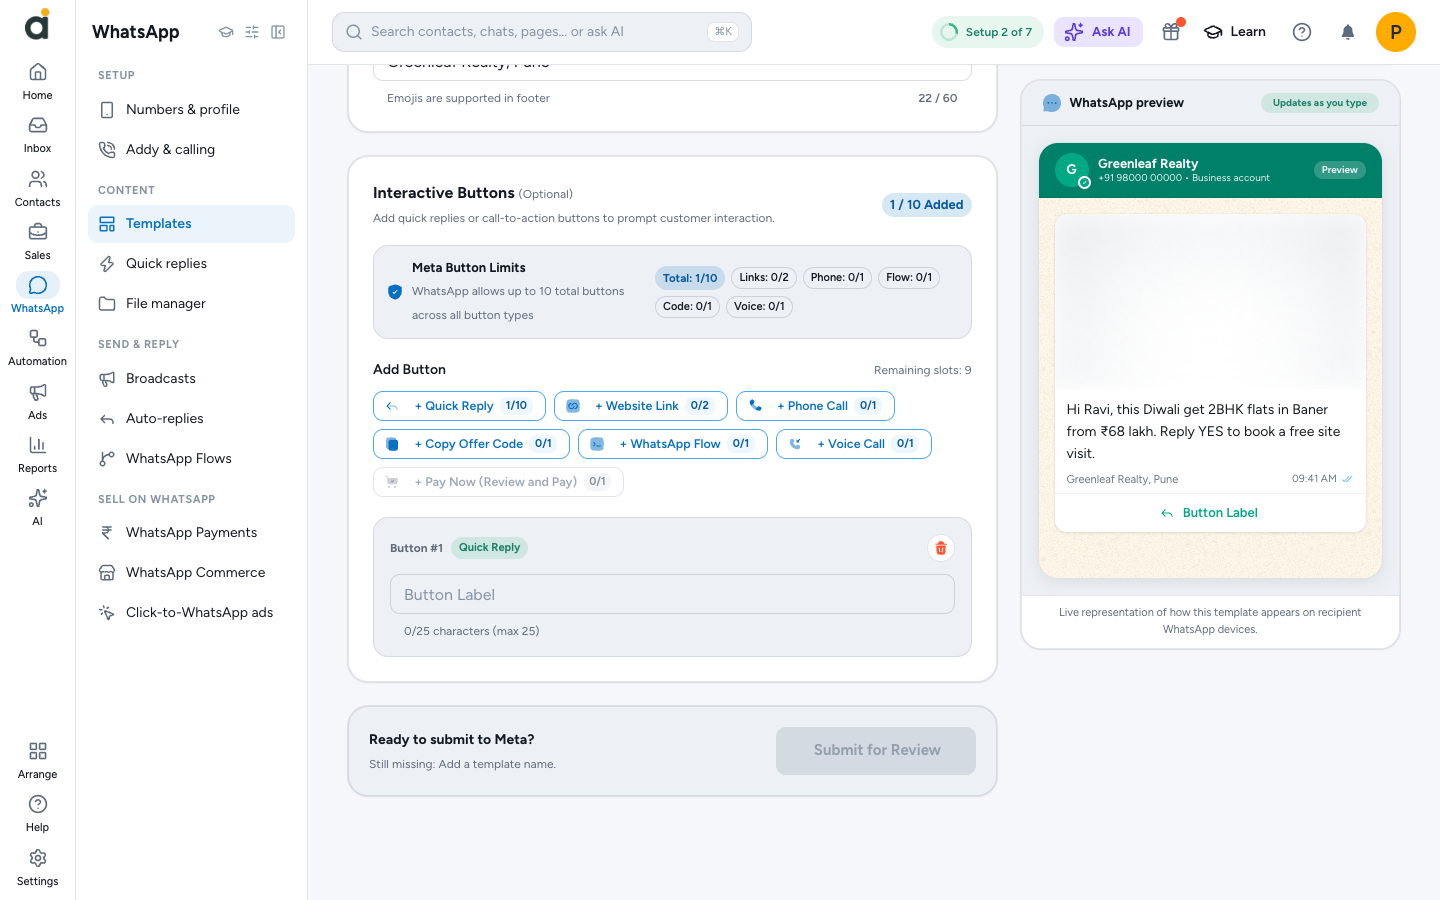 WhatsApp
Search contacts, chats, pages... or ask AI
⌘K
Setup 2 of 7
Ask AI
Learn
P
Home
Inbox
Contacts
Sales
WhatsApp
Automation
Ads
Reports
AI
Arrange
Help
Settings
SETUP
Numbers & profile
Addy & calling
CONTENT
Templates
Quick replies
File manager
SEND & REPLY
Broadcasts
Auto-replies
WhatsApp Flows
SELL ON WHATSAPP
WhatsApp Payments
WhatsApp Commerce
Click-to-WhatsApp ads
Greenleaf Realty, Pune
Emojis are supported in footer
22 / 60
Interactive Buttons (Optional)
Add quick replies or call-to-action buttons to prompt customer interaction.
1 / 10 Added
Meta Button Limits
WhatsApp allows up to 10 total buttons
across all button types
Total: 1/10
Links: 0/2
Phone: 0/1
Flow: 0/1
Code: 0/1
Voice: 0/1
Add Button
Remaining slots: 9
+ Quick Reply 1/10
+ Website Link 0/2
+ Phone Call 0/1
+ Copy Offer Code 0/1
+ WhatsApp Flow 0/1
+ Voice Call 0/1
+ Pay Now (Review and Pay) 0/1
Button #1 Quick Reply
Button Label
0/25 characters (max 25)
Ready to submit to Meta?
Still missing: Add a template name.
Submit for Review
WhatsApp preview
Updates as you type
G
Greenleaf Realty
+91 98000 00000 • Business account
Preview
Hi Ravi, this Diwali get 2BHK flats in Baner
from ₹68 lakh. Reply YES to book a free site
visit.
Greenleaf Realty, Pune
09:41 AM
Button Label
Live representation of how this template appears on recipient
WhatsApp devices.